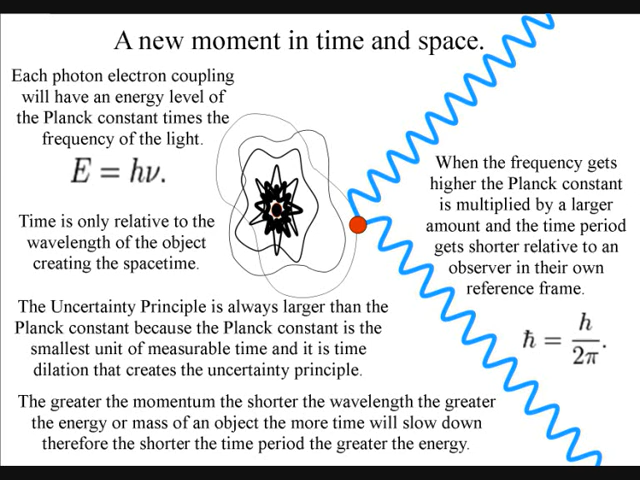 A new moment in time and space.
Each photon electron coupling
will have an energy level of
the Planck constant times the
frequency of the light.
E = hν.
Time is only relative to the
wavelength of the object
creating the spacetime.
When the frequency gets
higher the Planck constant
is multiplied by a larger
amount and the time period
gets shorter relative to an
observer in their own
reference frame.
ħ = h/2π.
The Uncertainty Principle is always larger than the
Planck constant because the Planck constant is the
smallest unit of measurable time and it is time
dilation that creates the uncertainty principle.
The greater the momentum the shorter the wavelength the greater
the energy or mass of an object the more time will slow down
therefore the shorter the time period the greater the energy.